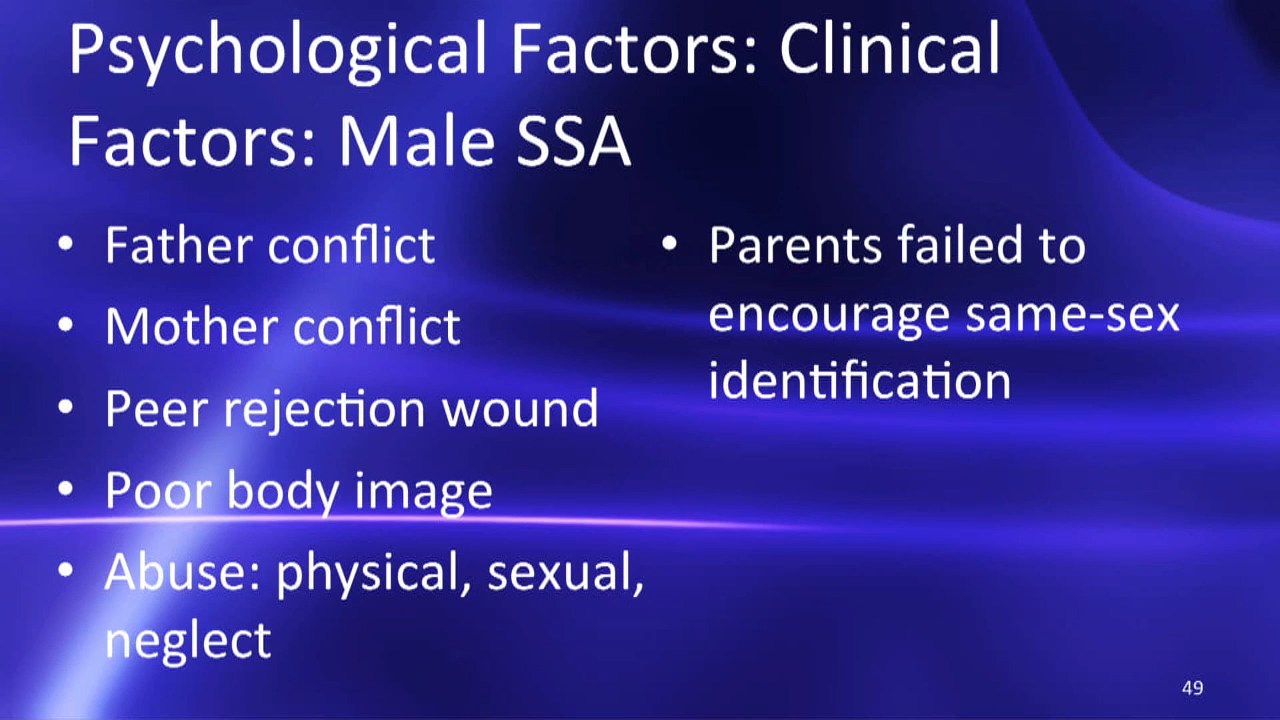 Psychological Factors: Clinical
Factors: Male SSA
• Father conflict
• Mother conflict
• Peer rejection wound
• Poor body image
• Abuse: physical, sexual,
neglect
• Parents failed to
encourage same-sex
identification
49